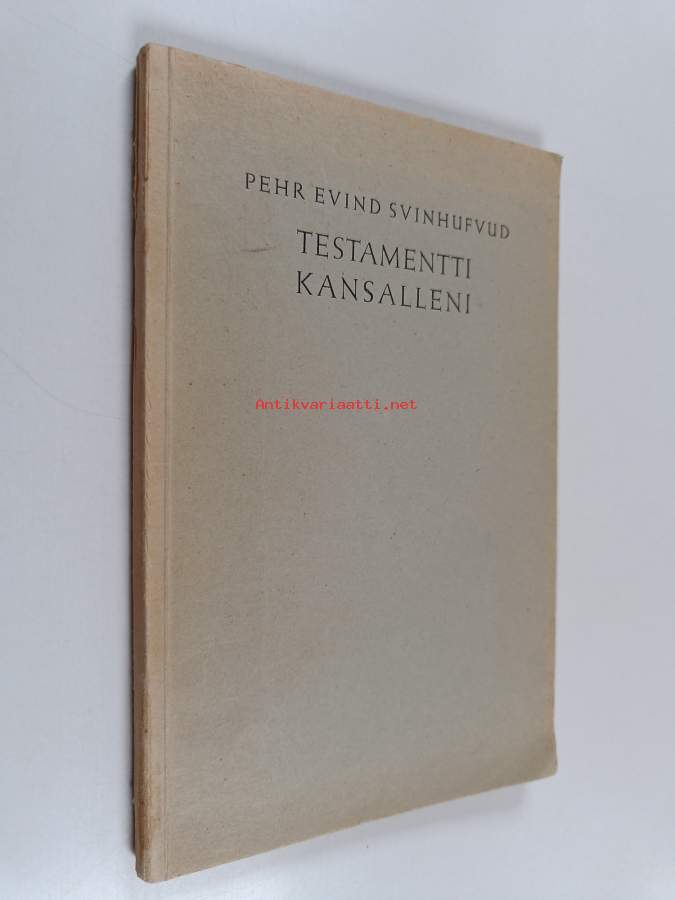 PEHR EVIND SVINHUFVUD
TESTAMENTTI
KANSALLENI
Antikvariaatti.net